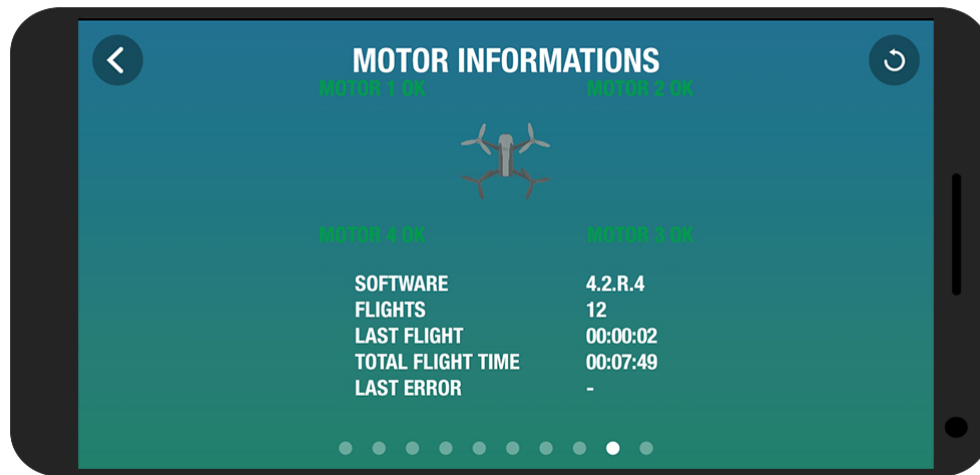 MOTOR INFORMATIONS
MOTOR 1 OK MOTOR 2 OK
MOTOR 4 OK MOTOR 3 OK
SOFTWARE 4.2.R.4
FLIGHTS 12
LAST FLIGHT 00:00:02
TOTAL FLIGHT TIME 00:07:49
LAST ERROR -